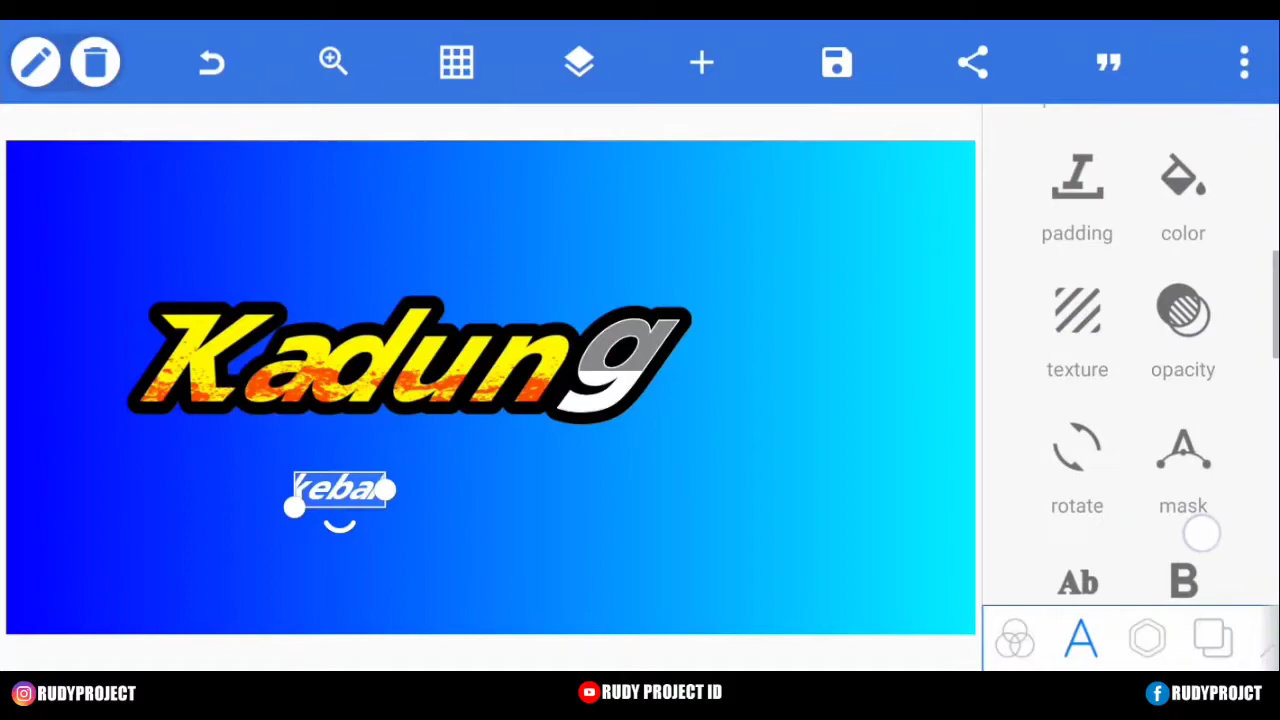 padding
color
Kadung
texture
opacity
rotate
mask
Ab
B
A
RUDYPROJECT
RUDY PROJECT ID
RUDYPROJCT